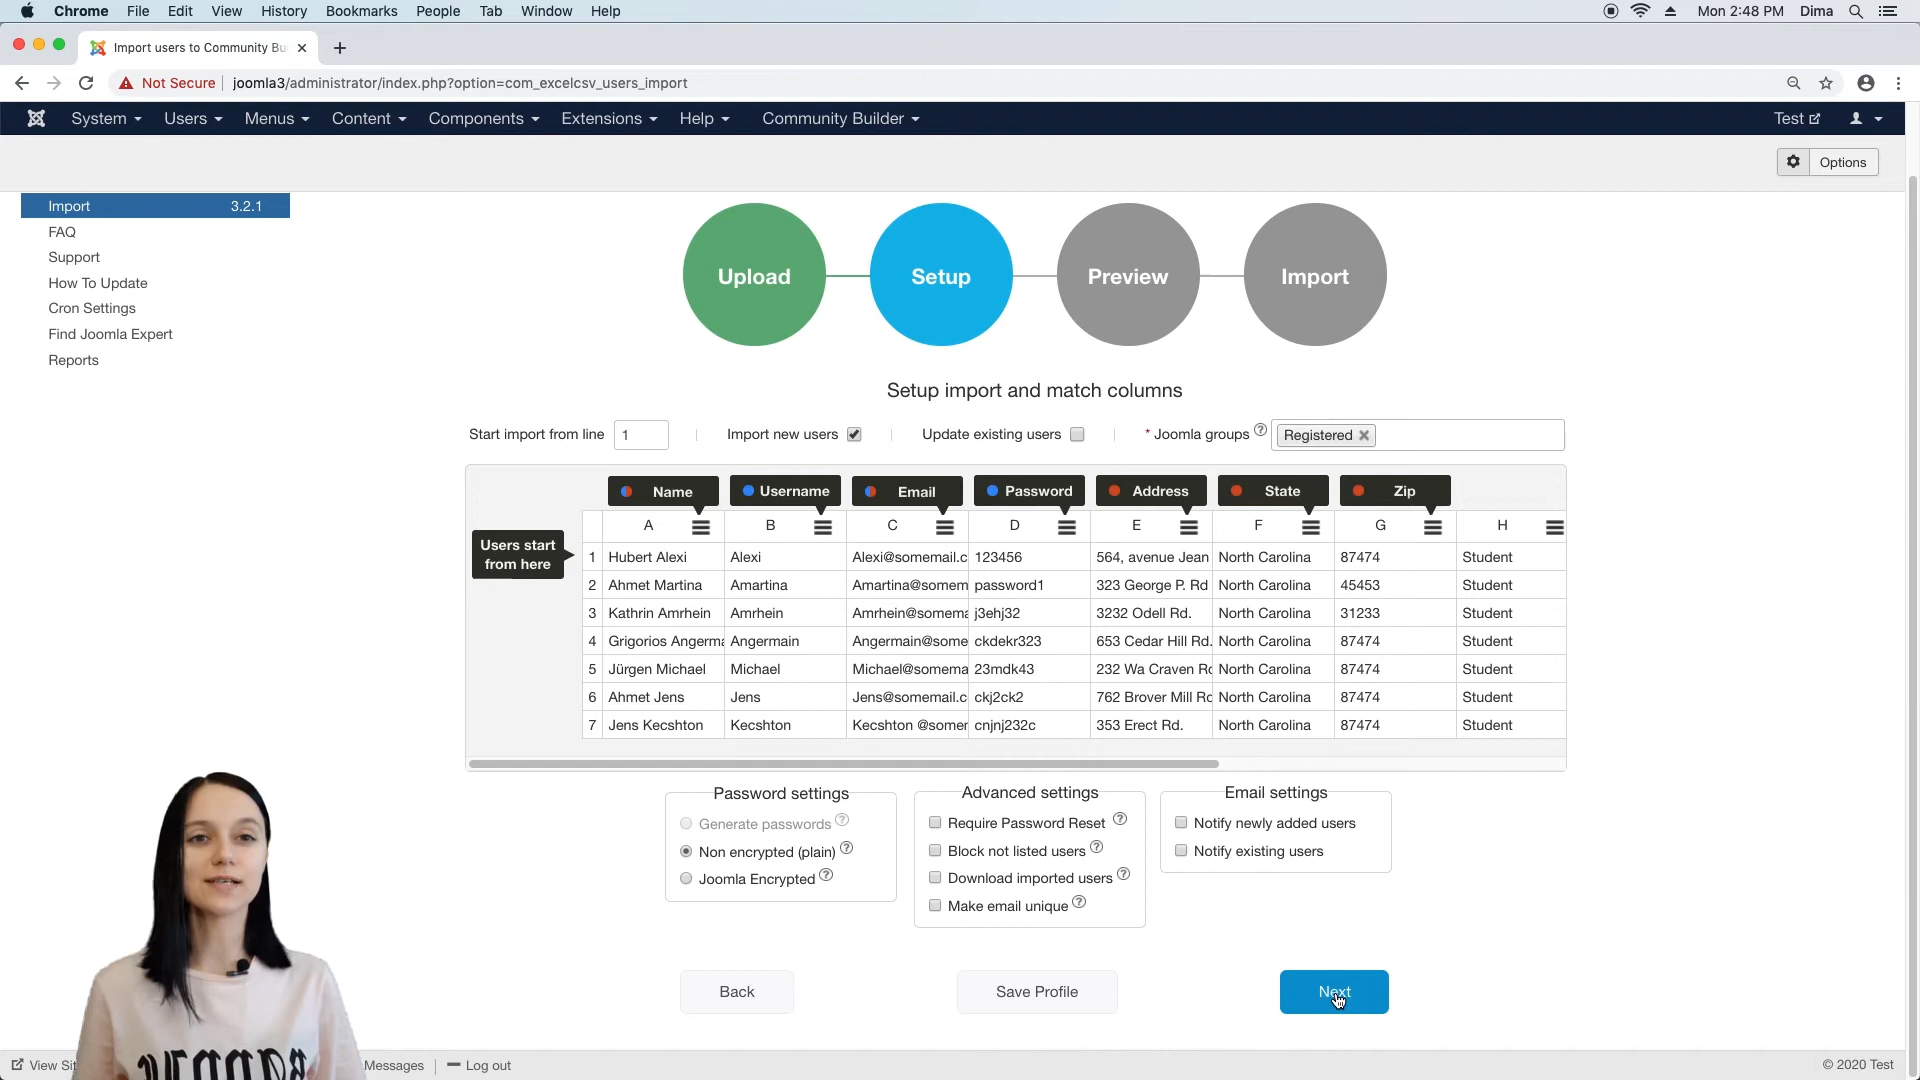 Chrome File Edit View History Bookmarks People Tab Window Help Mon 2:48 PM Dima
Import users to Community Bu
Not Secure joomla3/administrator/index.php?option=com_excelcsv_users_import
System Users Menus Content Components Extensions Help Community Builder Test
Options
Import 3.2.1
FAQ
Support
How To Update
Cron Settings
Find Joomla Expert
Reports
Upload Setup Preview Import
Setup import and match columns
Start import from line 1 Import new users Update existing users * Joomla groups ? Registered
Name Username Email Password Address State Zip
A B C D E F G H
Users start
from here
1 Hubert Alexi Alexi Alexi@somemail.c 123456 564, avenue Jean North Carolina 87474 Student
2 Ahmet Martina Amartina Amartina@somem password1 323 George P. Rd North Carolina 45453 Student
3 Kathrin Amrhein Amrhein Amrhein@somema j3ehj32 3232 Odell Rd. North Carolina 31233 Student
4 Grigorios Angerma Angermain Angermain@some ckdekr323 653 Cedar Hill Rd. North Carolina 87474 Student
5 Jürgen Michael Michael Michael@somema 23mdk43 232 Wa Craven Ro North Carolina 87474 Student
6 Ahmet Jens Jens Jens@somemail.c ckj2ck2 762 Brover Mill Ro North Carolina 87474 Student
7 Jens Kecshton Kecshton Kecshton @somer cnjnj232c 353 Erect Rd. North Carolina 87474 Student
Password settings Advanced settings Email settings
Generate passwords ? Require Password Reset ? Notify newly added users
Non encrypted (plain) ? Block not listed users ? Notify existing users
Joomla Encrypted ? Download imported users ?
Make email unique ?
Back Save Profile Next
View Sit Messages Log out © 2020 Test